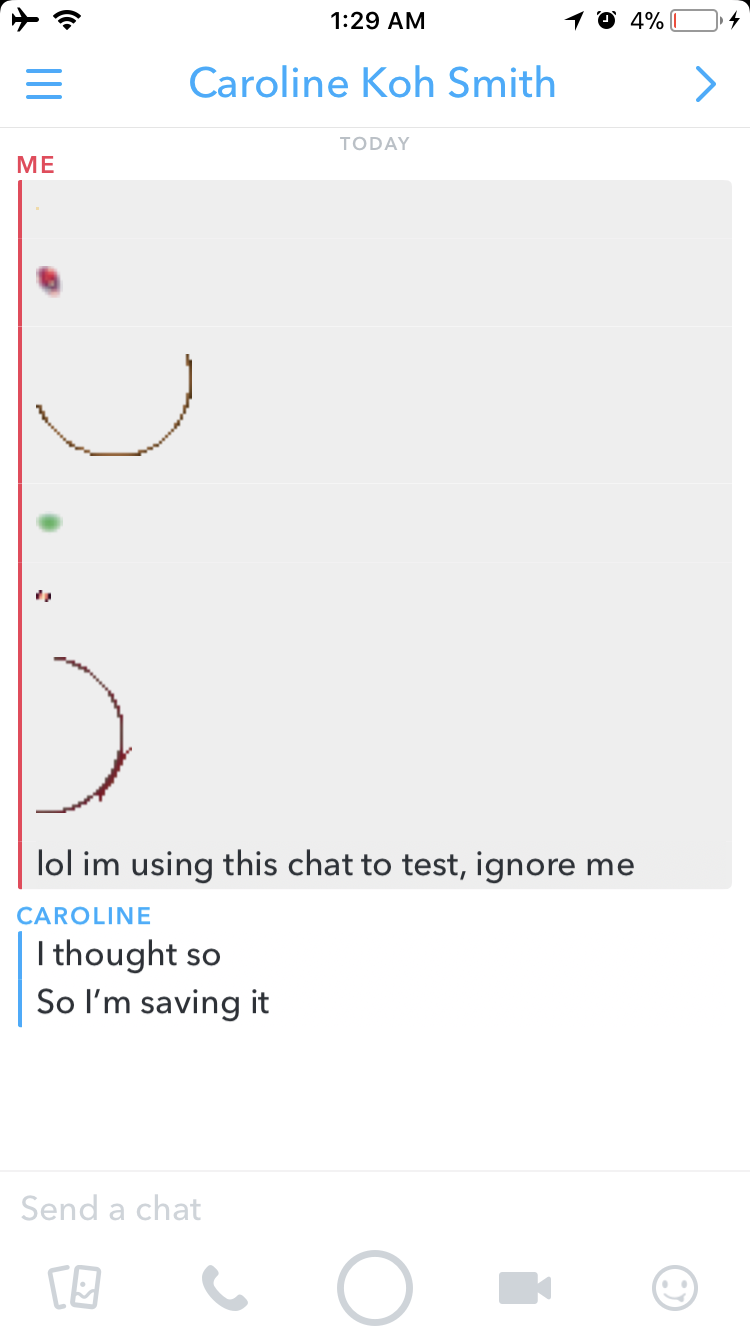 1:29 AM
4%
Caroline Koh Smith
TODAY
ME
lol im using this chat to test, ignore me
CAROLINE
I thought so
So I’m saving it
Send a chat